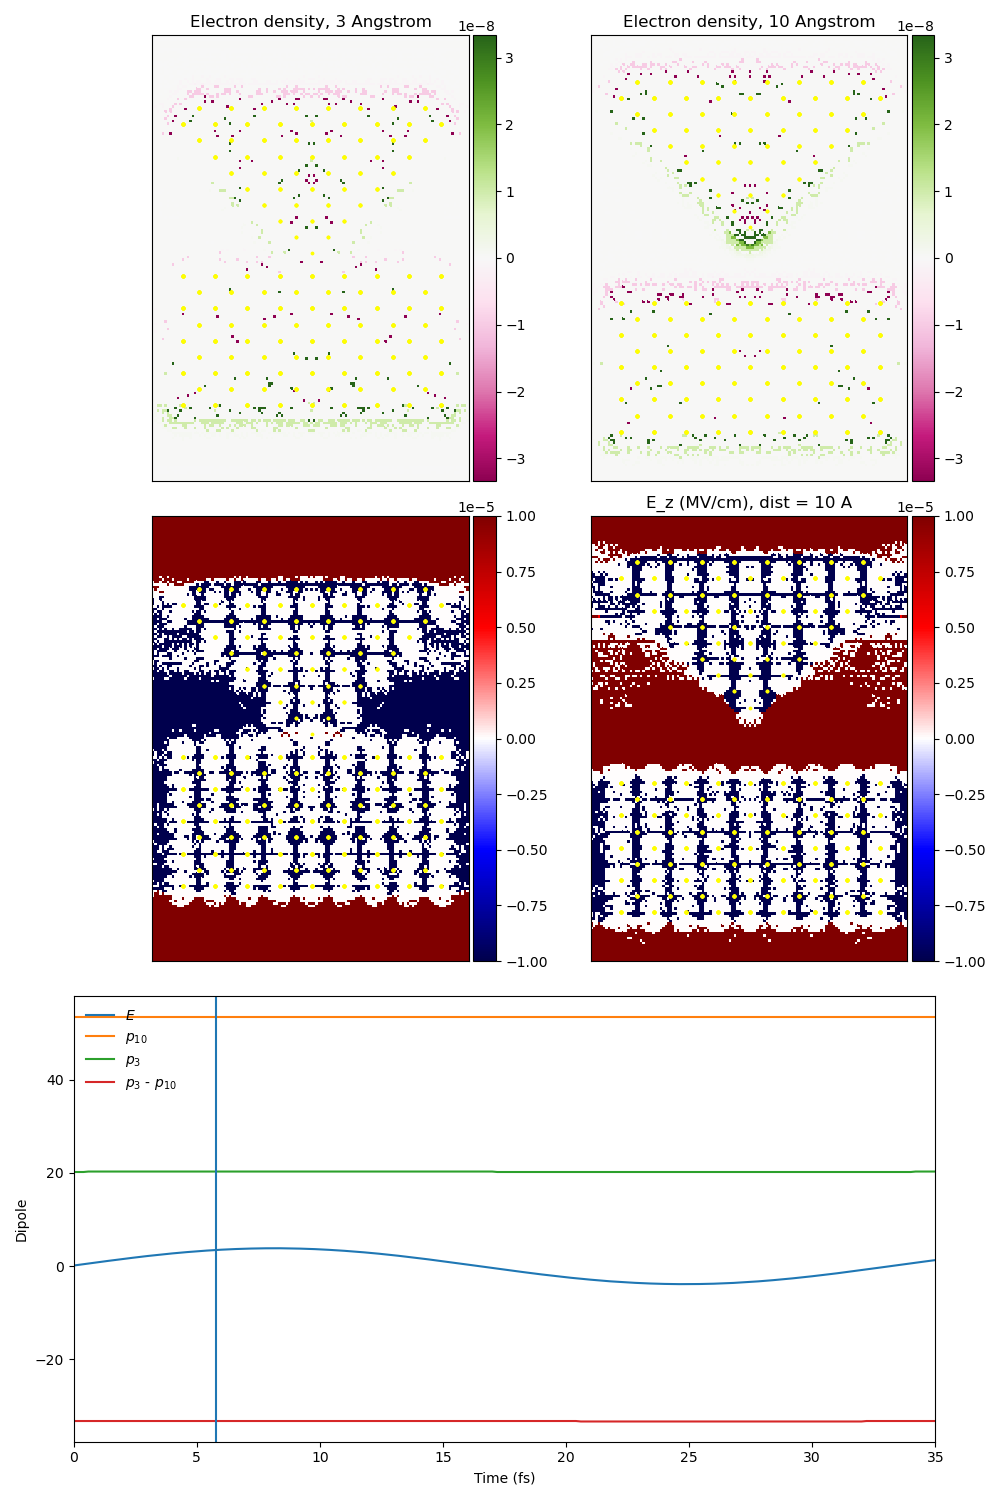 Electron density, 3 Angstrom
1e−8
3
2
1
0
−1
−2
−3
Electron density, 10 Angstrom
1e−8
3
2
1
0
−1
−2
−3
1e−5
1.00
0.75
0.50
0.25
0.00
−0.25
−0.50
−0.75
−1.00
E_z (MV/cm), dist = 10 A
1e−5
1.00
0.75
0.50
0.25
0.00
−0.25
−0.50
−0.75
−1.00
E
p10
p3
p3 - p10
Dipole
40
20
0
−20
0 5 10 15 20 25 30 35
Time (fs)